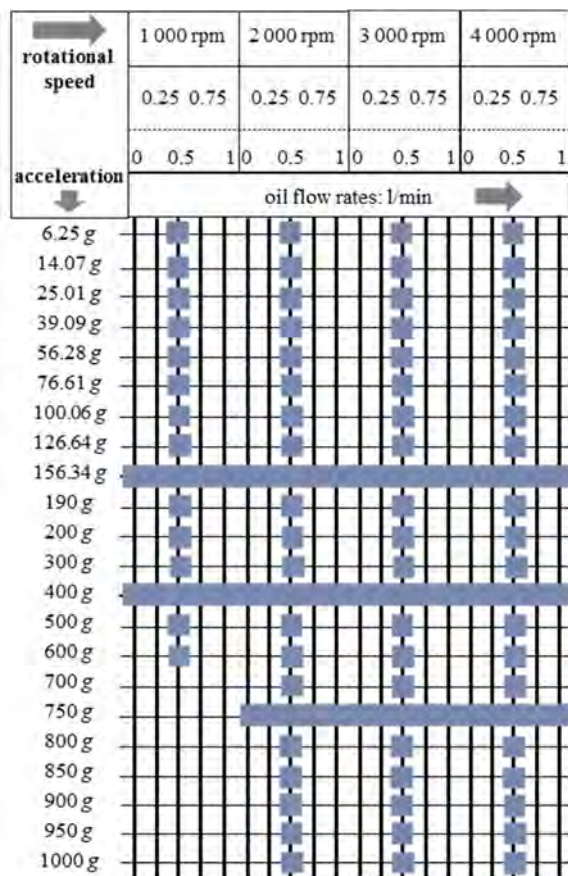 rotational
speed
1 000 rpm 2 000 rpm 3 000 rpm 4 000 rpm
0.25 0.75 0.25 0.75 0.25 0.75 0.25 0.75
0 0.5 1 0 0.5 1 0 0.5 1 0 0.5 1
acceleration
oil flow rates: l/min
6.25 g
14.07 g
25.01 g
39.09 g
56.28 g
76.61 g
100.06 g
126.64 g
156.34 g
190 g
200 g
300 g
400 g
500 g
600 g
700 g
750 g
800 g
850 g
900 g
950 g
1000 g